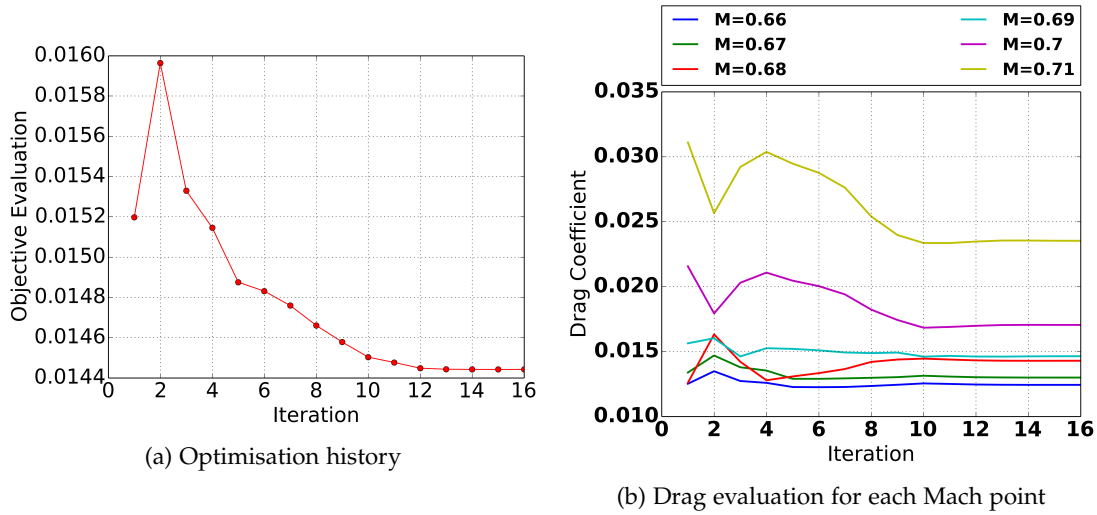 0.0160
0.0158
0.0156
0.0154
0.0152
0.0150
0.0148
0.0146
0.0144
Objective Evaluation
0 2 4 6 8 10 12 14 16
Iteration
(a) Optimisation history
M=0.66 M=0.69
M=0.67 M=0.7
M=0.68 M=0.71
0.035
0.030
0.025
0.020
0.015
0.010
Drag Coefficient
0 2 4 6 8 10 12 14 16
Iteration
(b) Drag evaluation for each Mach point